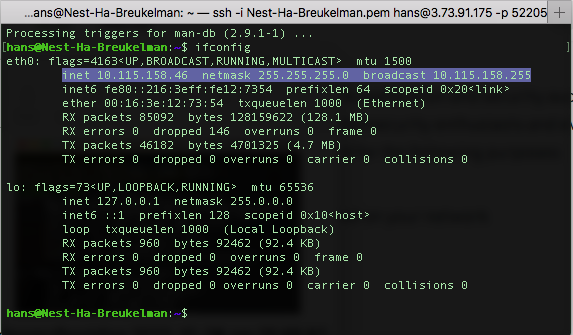 ...ans@Nest-Ha-Breukelman: ~ — ssh -i Nest-Ha-Breukelman.pem hans@3.73.91.175 -p 52205 +
Processing triggers for man-db (2.9.1-1) ...
[hans@Nest-Ha-Breukelman:~$ ifconfig ]
eth0: flags=4163<UP,BROADCAST,RUNNING,MULTICAST>  mtu 1500
        inet 10.115.158.46  netmask 255.255.255.0  broadcast 10.115.158.255
        inet6 fe80::216:3eff:fe12:7354  prefixlen 64  scopeid 0x20<link>
        ether 00:16:3e:12:73:54  txqueuelen 1000  (Ethernet)
        RX packets 85092  bytes 128159622 (128.1 MB)
        RX errors 0  dropped 146  overruns 0  frame 0
        TX packets 46182  bytes 4701325 (4.7 MB)
        TX errors 0  dropped 0 overruns 0  carrier 0  collisions 0
lo: flags=73<UP,LOOPBACK,RUNNING>  mtu 65536
        inet 127.0.0.1  netmask 255.0.0.0
        inet6 ::1  prefixlen 128  scopeid 0x10<host>
        loop  txqueuelen 1000  (Local Loopback)
        RX packets 960  bytes 92462 (92.4 KB)
        RX errors 0  dropped 0  overruns 0  frame 0
        TX packets 960  bytes 92462 (92.4 KB)
        TX errors 0  dropped 0 overruns 0  carrier 0  collisions 0
hans@Nest-Ha-Breukelman:~$